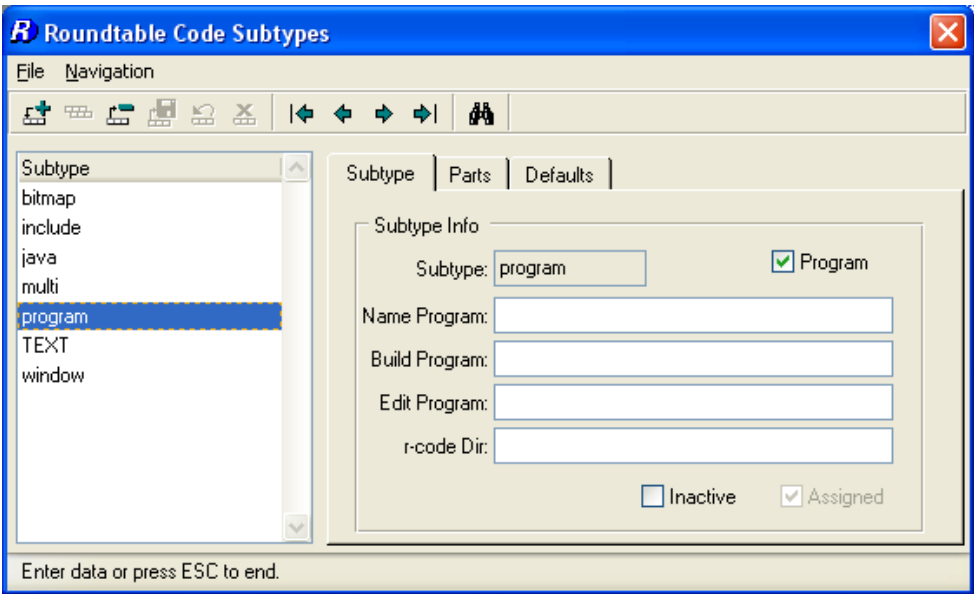 R Roundtable Code Subtypes
File Navigation
Subtype
bitmap
include
java
multi
program
TEXT
window
Subtype Parts Defaults
Subtype Info
Subtype: program Program
Name Program:
Build Program:
Edit Program:
r-code Dir:
Inactive Assigned
Enter data or press ESC to end.